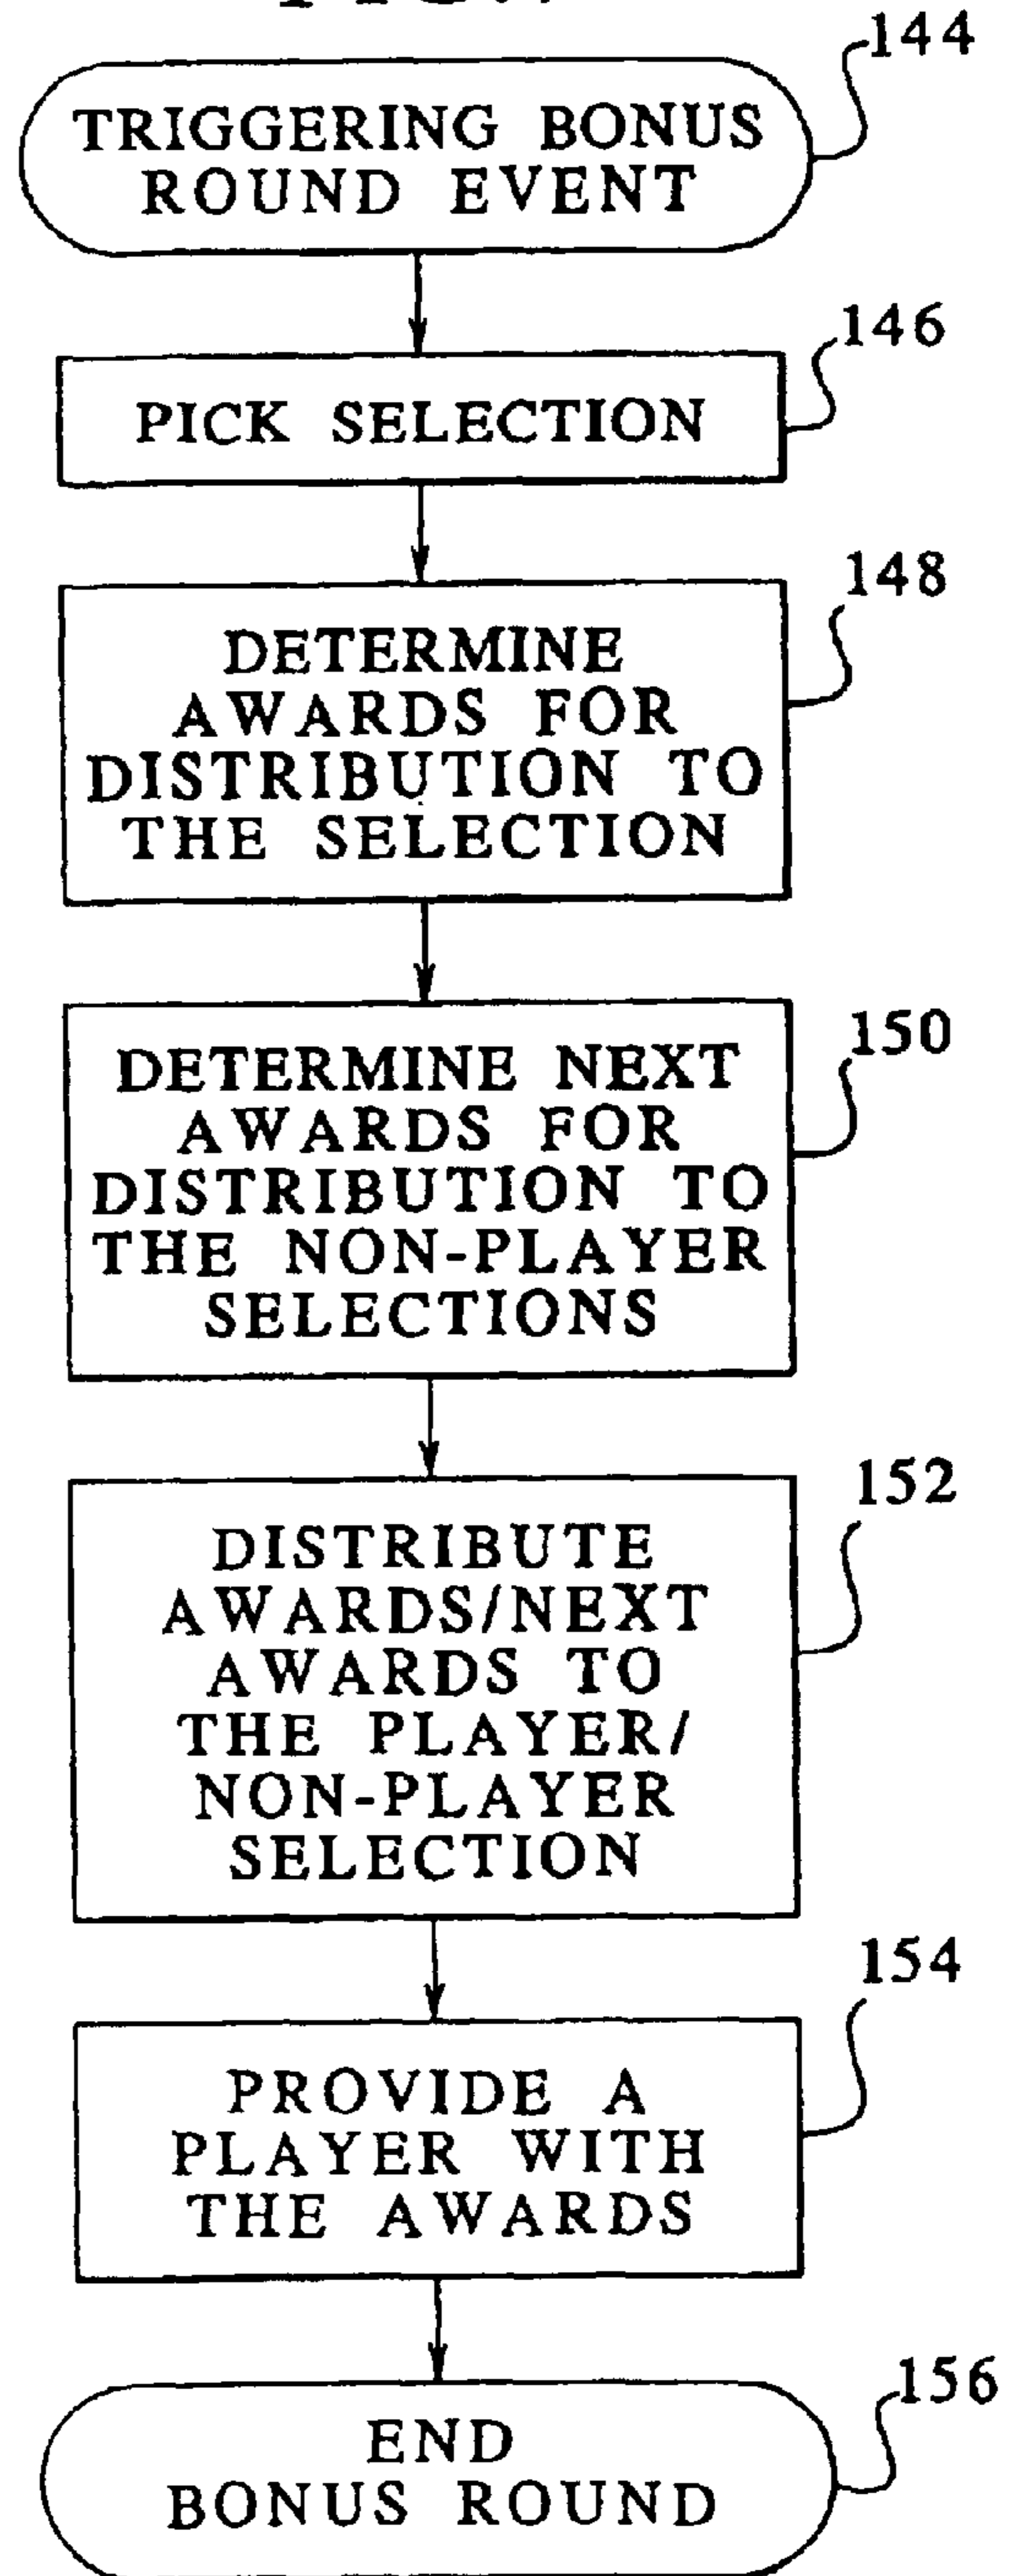 144
TRIGGERING BONUS
ROUND EVENT
146
PICK SELECTION
148
DETERMINE
AWARDS FOR
DISTRIBUTION TO
THE SELECTION
150
DETERMINE NEXT
AWARDS FOR
DISTRIBUTION TO
THE NON-PLAYER
SELECTIONS
152
DISTRIBUTE
AWARDS/NEXT
AWARDS TO
THE PLAYER/
NON-PLAYER
SELECTION
154
PROVIDE A
PLAYER WITH
THE AWARDS
156
END
BONUS ROUND